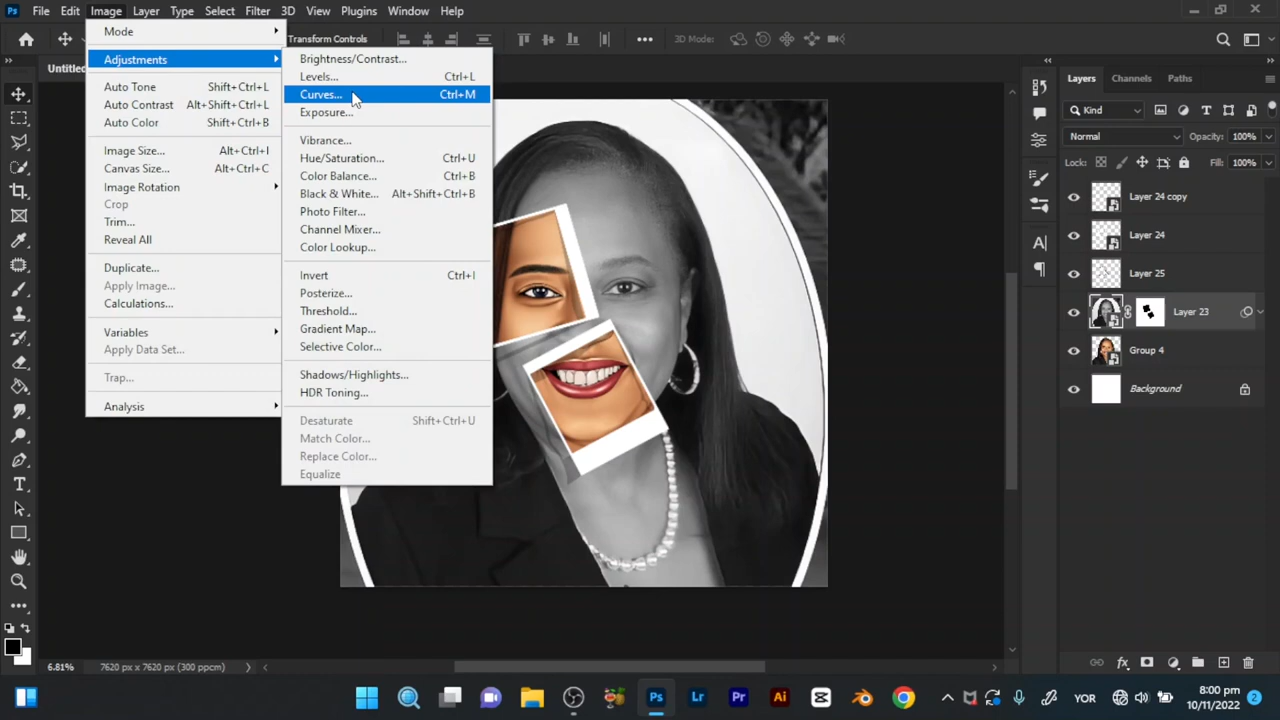 Ps File Edit Image Layer Type Select Filter 3D View Plugins Window Help
Transform Controls ••• 3D Mode:
Untitle
Mode
Adjustments
Auto Tone Shift+Ctrl+L
Auto Contrast Alt+Shift+Ctrl+L
Auto Color Shift+Ctrl+B
Image Size... Alt+Ctrl+I
Canvas Size... Alt+Ctrl+C
Image Rotation
Crop
Trim...
Reveal All
Duplicate...
Apply Image...
Calculations...
Variables
Apply Data Set...
Trap...
Analysis
Brightness/Contrast...
Levels... Ctrl+L
Curves... Ctrl+M
Exposure...
Vibrance...
Hue/Saturation... Ctrl+U
Color Balance... Ctrl+B
Black & White... Alt+Shift+Ctrl+B
Photo Filter...
Channel Mixer...
Color Lookup...
Invert Ctrl+I
Posterize...
Threshold...
Gradient Map...
Selective Color...
Shadows/Highlights...
HDR Toning...
Desaturate Shift+Ctrl+U
Match Color...
Replace Color...
Equalize
Layers Channels Paths
Kind
Normal Opacity: 100%
Lock: Fill: 100%
Layer 24 copy
Layer 24
Layer 25
Layer 23
Group 4
Background
6.81% 7620 px x 7620 px (300 ppcm)
Ps Lr Pr Ai YOR 8:00 pm
10/11/2022 2